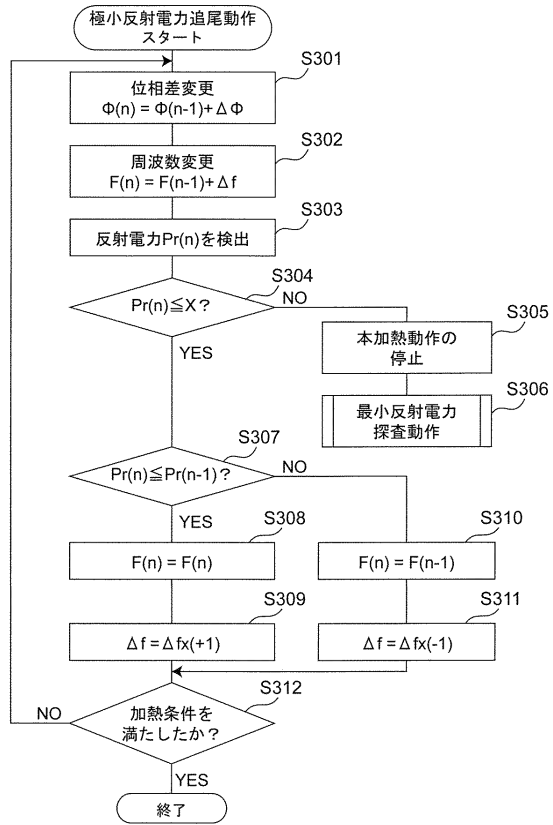 極小反射電力追尾動作
スタート
S301
位相差変更
Φ(n) = Φ(n-1)+ΔΦ
S302
周波数変更
F(n) = F(n-1)+Δf
S303
反射電力Pr(n)を検出
S304
Pr(n)≦X？
NO
YES
S305
本加熱動作の
停止
S306
最小反射電力
探査動作
S307
Pr(n)≦Pr(n-1)？
NO
YES
S308
F(n) = F(n)
S310
F(n) = F(n-1)
S309
Δf = Δfx(+1)
S311
Δf = Δfx(-1)
S312
加熱条件を
満たしたか？
NO
YES
終了